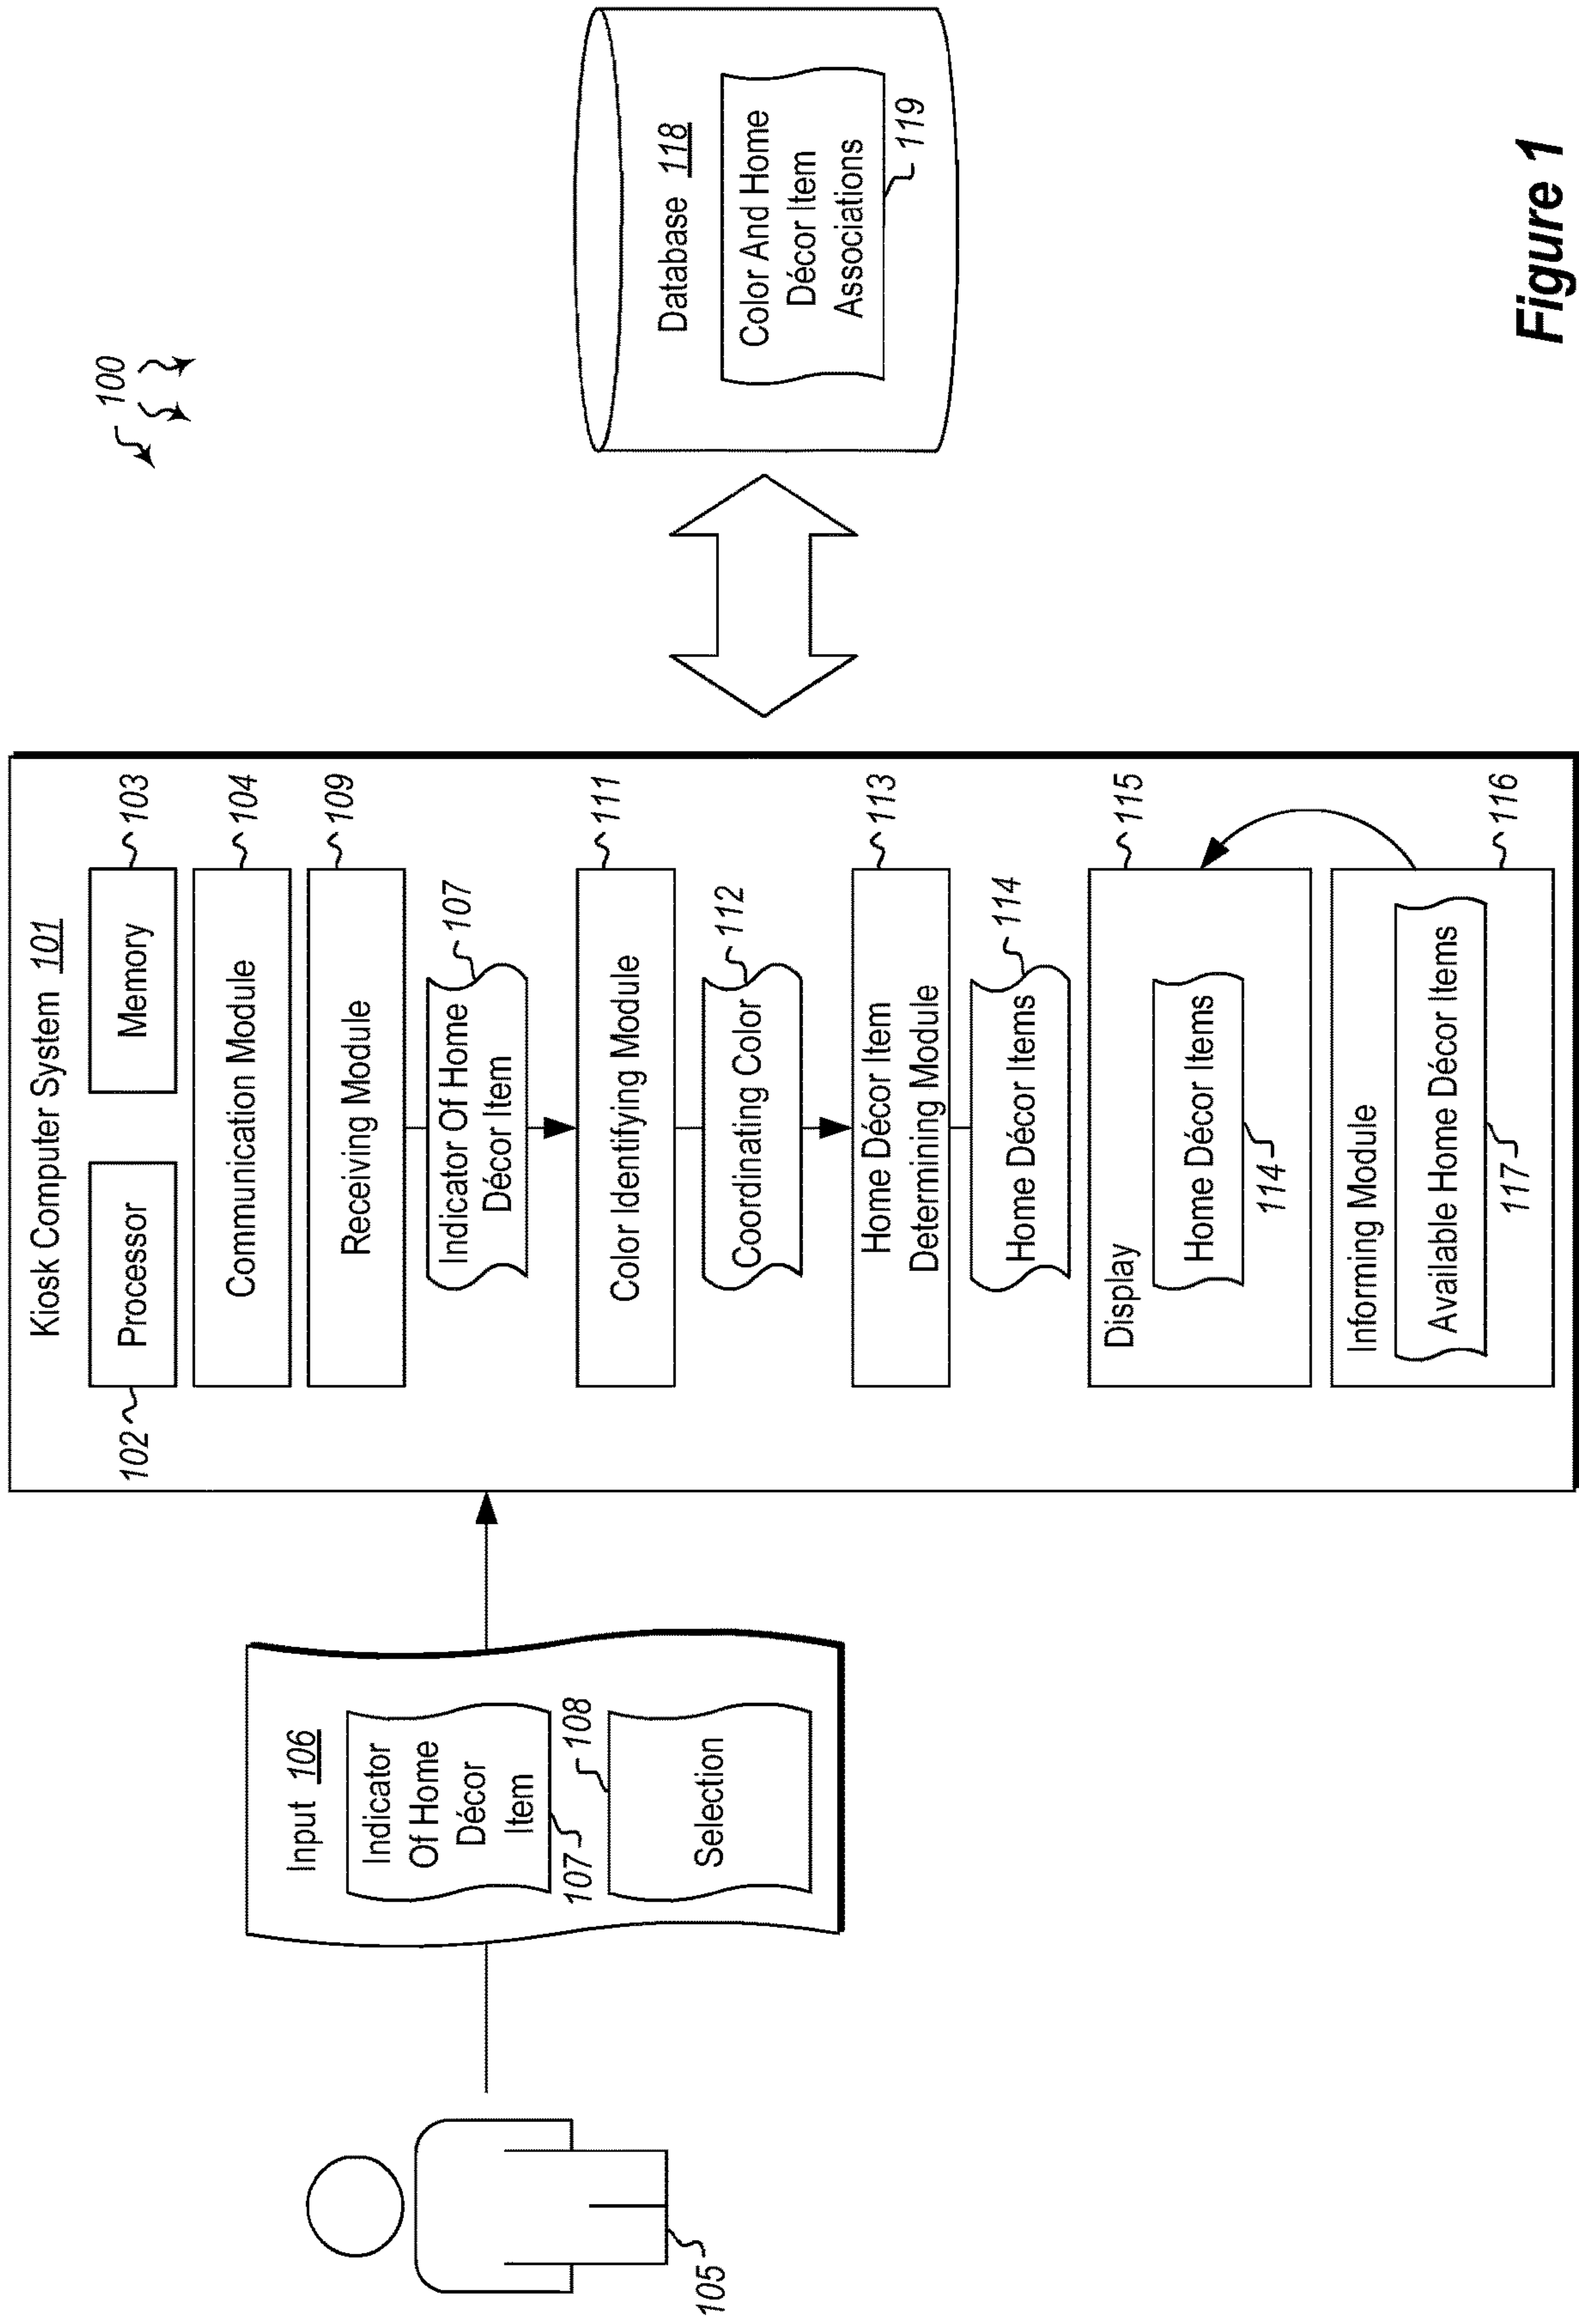 100
105
Input 106
Indicator
Of Home
Décor
Item
107
108
Selection
Kiosk Computer System 101
Processor
102
Memory
103
Communication Module
104
Receiving Module
109
Indicator Of Home
Décor Item
107
Color Identifying Module
111
Coordinating Color
112
Home Décor Item
Determining Module
113
Home Décor Items
114
Display
115
Home Décor Items
114
Informing Module
116
Available Home Décor Items
117
Database 118
Color And Home
Décor Item
Associations
119
Figure 1